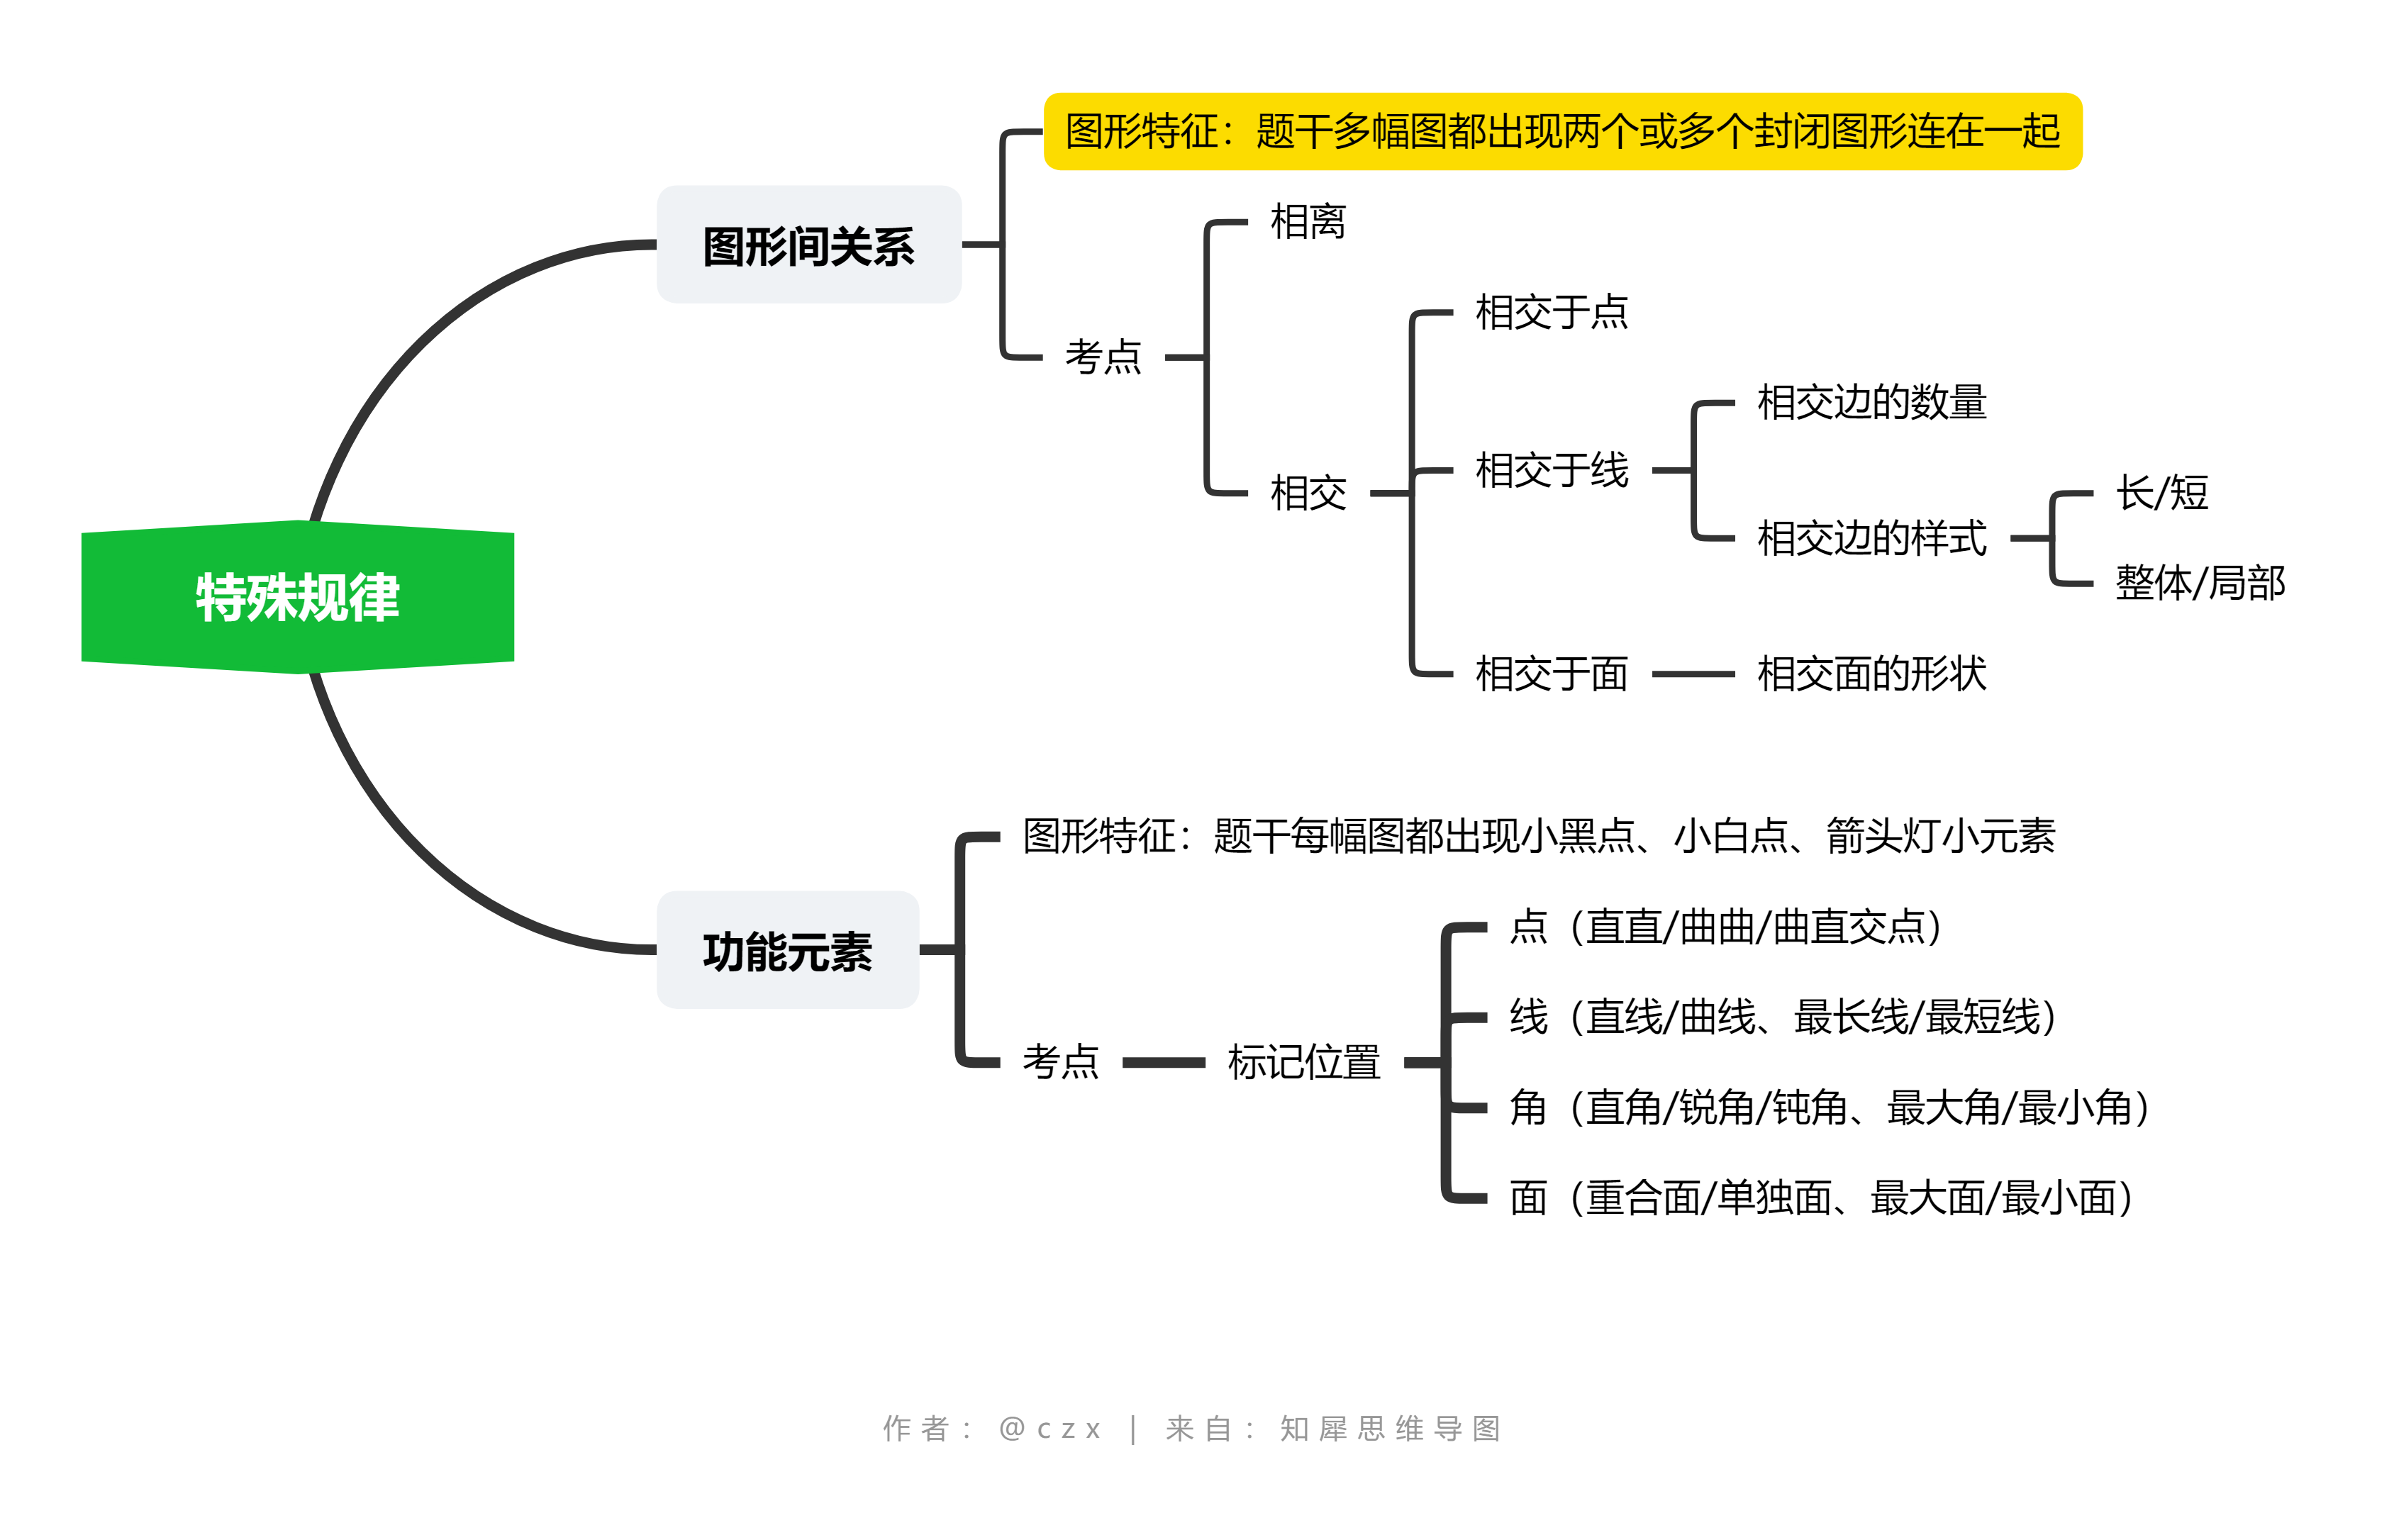 特殊规律
图形间关系
图形特征：题干多幅图都出现两个或多个封闭图形连在一起
考点
相离
相交
相交于点
相交于线
相交边的数量
相交边的样式
长/短
整体/局部
相交于面
相交面的形状
功能元素
图形特征：题干每幅图都出现小黑点、小白点、箭头灯小元素
考点
标记位置
点（直直/曲曲/曲直交点）
线（直线/曲线、最长线/最短线）
角（直角/锐角/钝角、最大角/最小角）
面（重合面/单独面、最大面/最小面）
作者：@czx | 来自：知犀思维导图